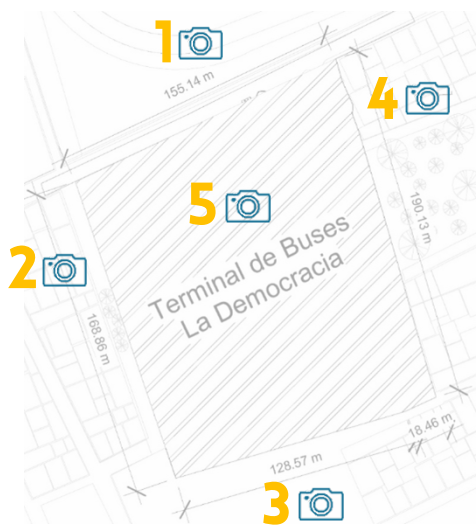 1
155.14 m
4
5
190.13 m
Terminal de Buses
La Democracia
2
168.86 m
18.46 m
128.57 m
3